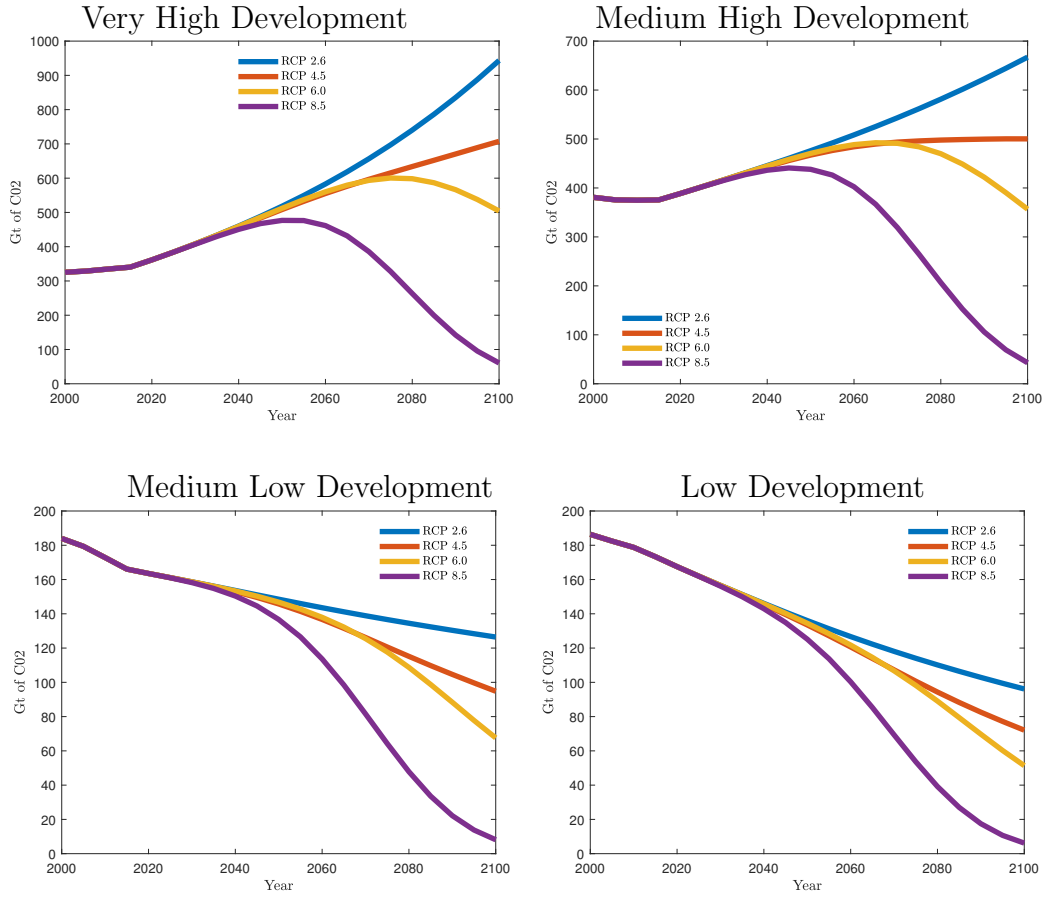 Very High Development
1000
900
800
700
600
500
400
300
200
100
0
Gt of C02
RCP 2.6
RCP 4.5
RCP 6.0
RCP 8.5
2000 2020 2040 2060 2080 2100
Year
Medium High Development
700
600
500
400
300
200
100
0
Gt of C02
RCP 2.6
RCP 4.5
RCP 6.0
RCP 8.5
2000 2020 2040 2060 2080 2100
Year
Medium Low Development
200
180
160
140
120
100
80
60
40
20
0
Gt of C02
RCP 2.6
RCP 4.5
RCP 6.0
RCP 8.5
2000 2020 2040 2060 2080 2100
Year
Low Development
200
180
160
140
120
100
80
60
40
20
0
Gt of C02
RCP 2.6
RCP 4.5
RCP 6.0
RCP 8.5
2000 2020 2040 2060 2080 2100
Year